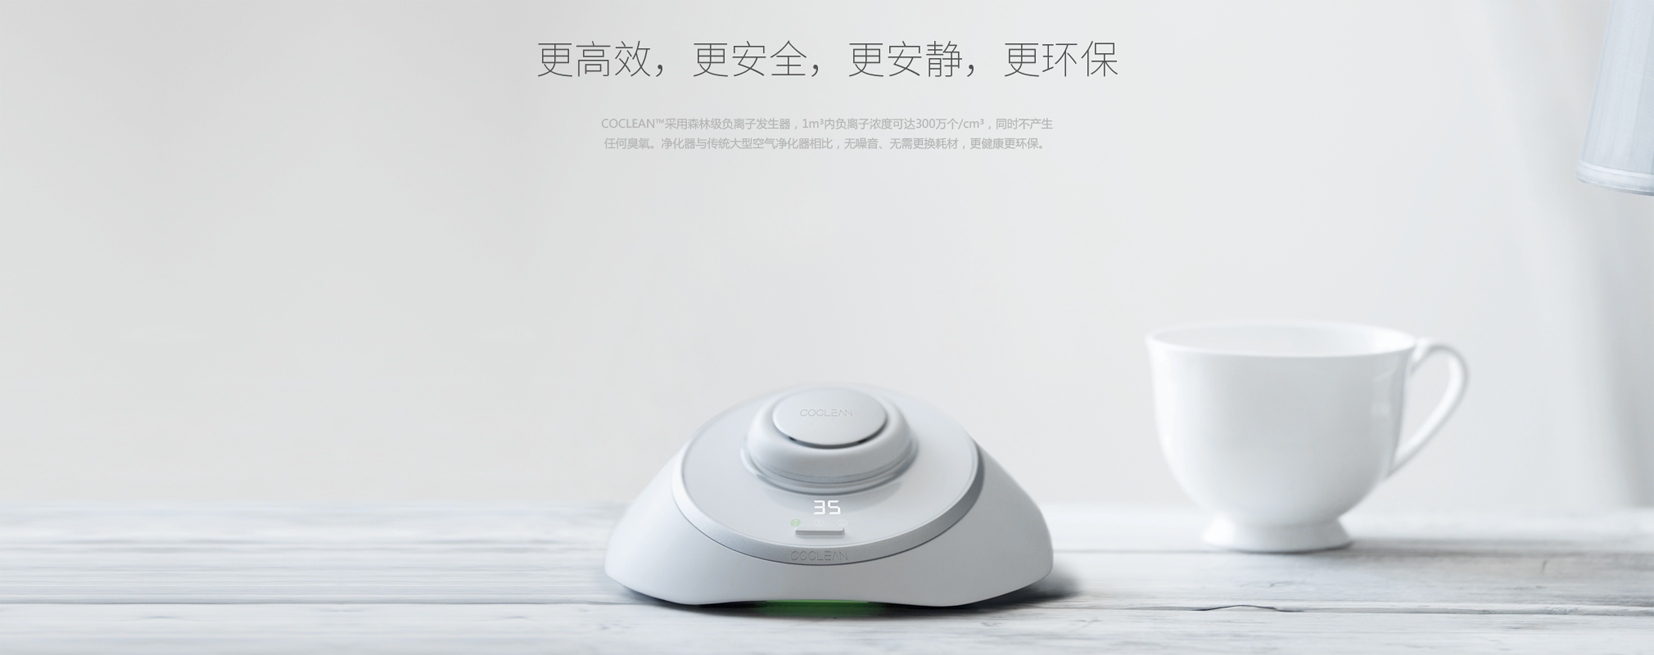 更高效，更安全，更安静，更环保
COCLEAN™采用森林级负离子发生器，1m³内负离子浓度可达300万个/cm³，同时不产生
任何臭氧。净化器与传统大型空气净化器相比，无噪音、无需更换耗材，更健康更环保。
COCLEAN
35
COCLEAN